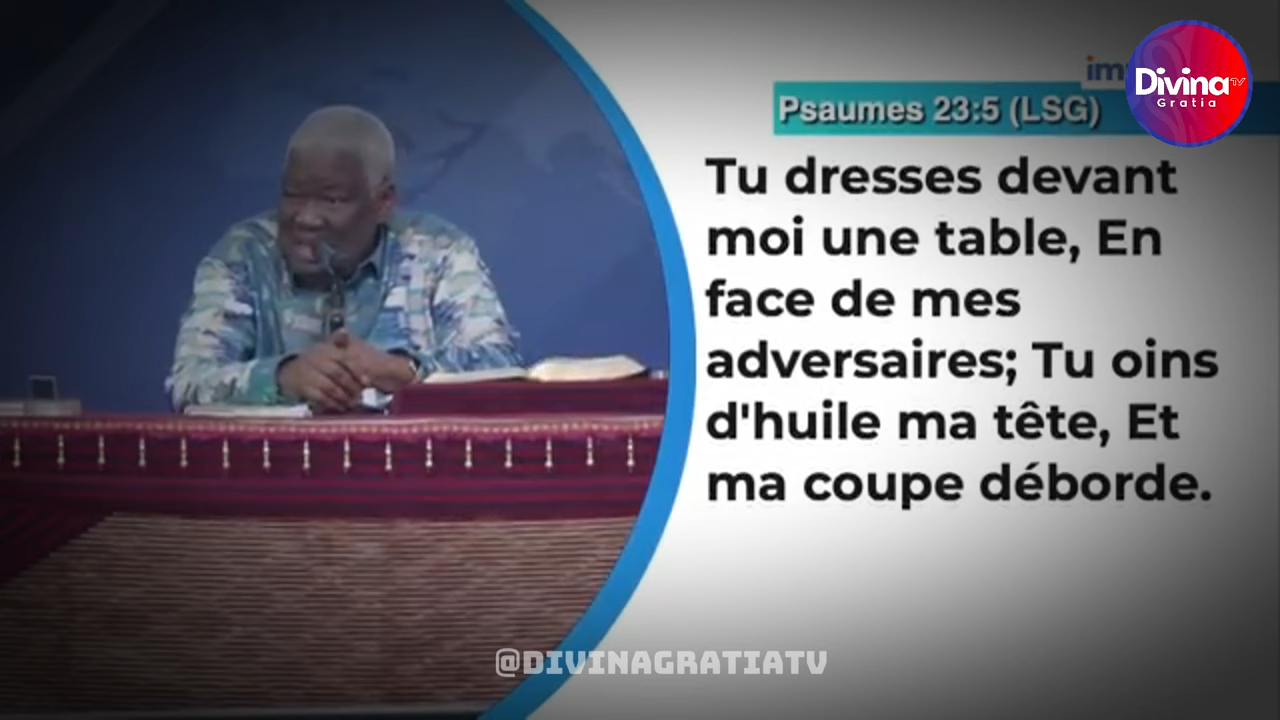 Divina TV
Gratia
Psaumes 23:5 (LSG)
Tu dresses devant
moi une table, En
face de mes
adversaires; Tu oins
d'huile ma tête, Et
ma coupe déborde.
@DIVINAGRATIATV